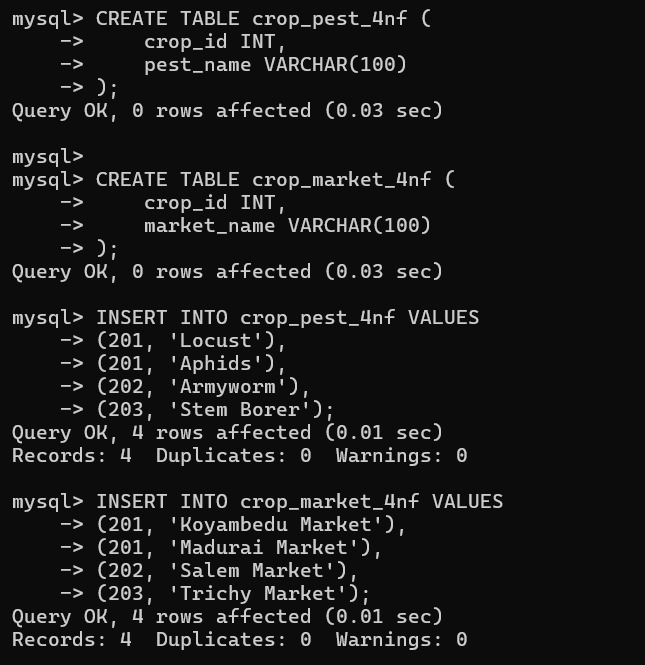 mysql> CREATE TABLE crop_pest_4nf (
    ->     crop_id INT,
    ->     pest_name VARCHAR(100)
    -> );
Query OK, 0 rows affected (0.03 sec)

mysql>
mysql> CREATE TABLE crop_market_4nf (
    ->     crop_id INT,
    ->     market_name VARCHAR(100)
    -> );
Query OK, 0 rows affected (0.03 sec)

mysql> INSERT INTO crop_pest_4nf VALUES
    -> (201, 'Locust'),
    -> (201, 'Aphids'),
    -> (202, 'Armyworm'),
    -> (203, 'Stem Borer');
Query OK, 4 rows affected (0.01 sec)
Records: 4  Duplicates: 0  Warnings: 0

mysql> INSERT INTO crop_market_4nf VALUES
    -> (201, 'Koyambedu Market'),
    -> (201, 'Madurai Market'),
    -> (202, 'Salem Market'),
    -> (203, 'Trichy Market');
Query OK, 4 rows affected (0.01 sec)
Records: 4  Duplicates: 0  Warnings: 0